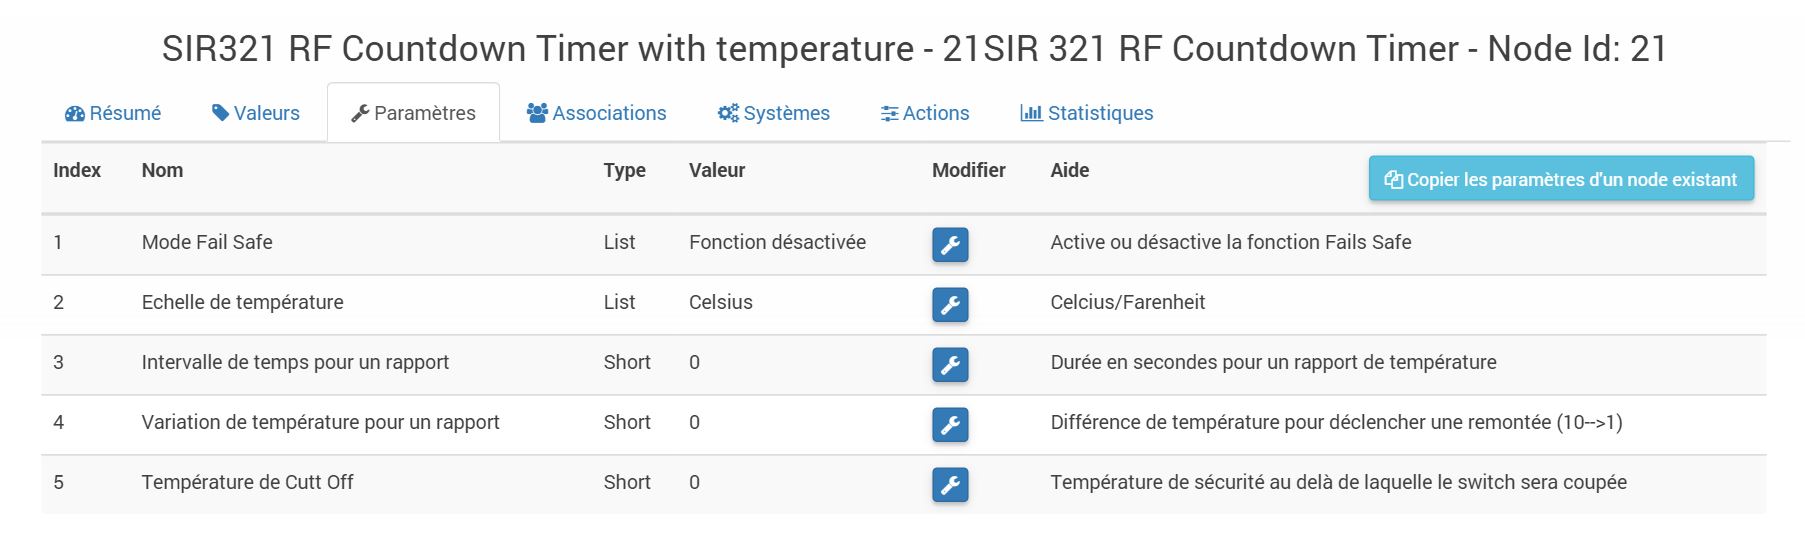 SIR321 RF Countdown Timer with temperature - 21SIR 321 RF Countdown Timer - Node Id: 21
Résumé Valeurs Paramètres Associations Systèmes Actions Statistiques
Index Nom Type Valeur Modifier Aide Copier les paramètres d'un node existant
1 Mode Fail Safe List Fonction désactivée Active ou désactive la fonction Fails Safe
2 Echelle de température List Celsius Celcius/Farenheit
3 Intervalle de temps pour un rapport Short 0 Durée en secondes pour un rapport de température
4 Variation de température pour un rapport Short 0 Différence de température pour déclencher une remontée (10-->1)
5 Température de Cutt Off Short 0 Température de sécurité au delà de laquelle le switch sera coupée